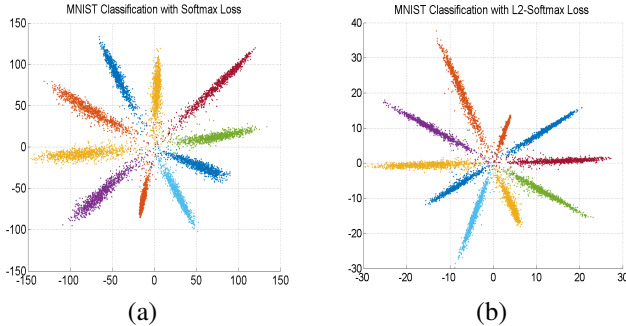 MNIST Classification with Softmax Loss
150
100
50
0
-50
-100
-150
-150 -100 -50 0 50 100 150
(a)
MNIST Classification with L2-Softmax Loss
40
30
20
10
0
-10
-20
-30
-30 -20 -10 0 10 20 30
(b)